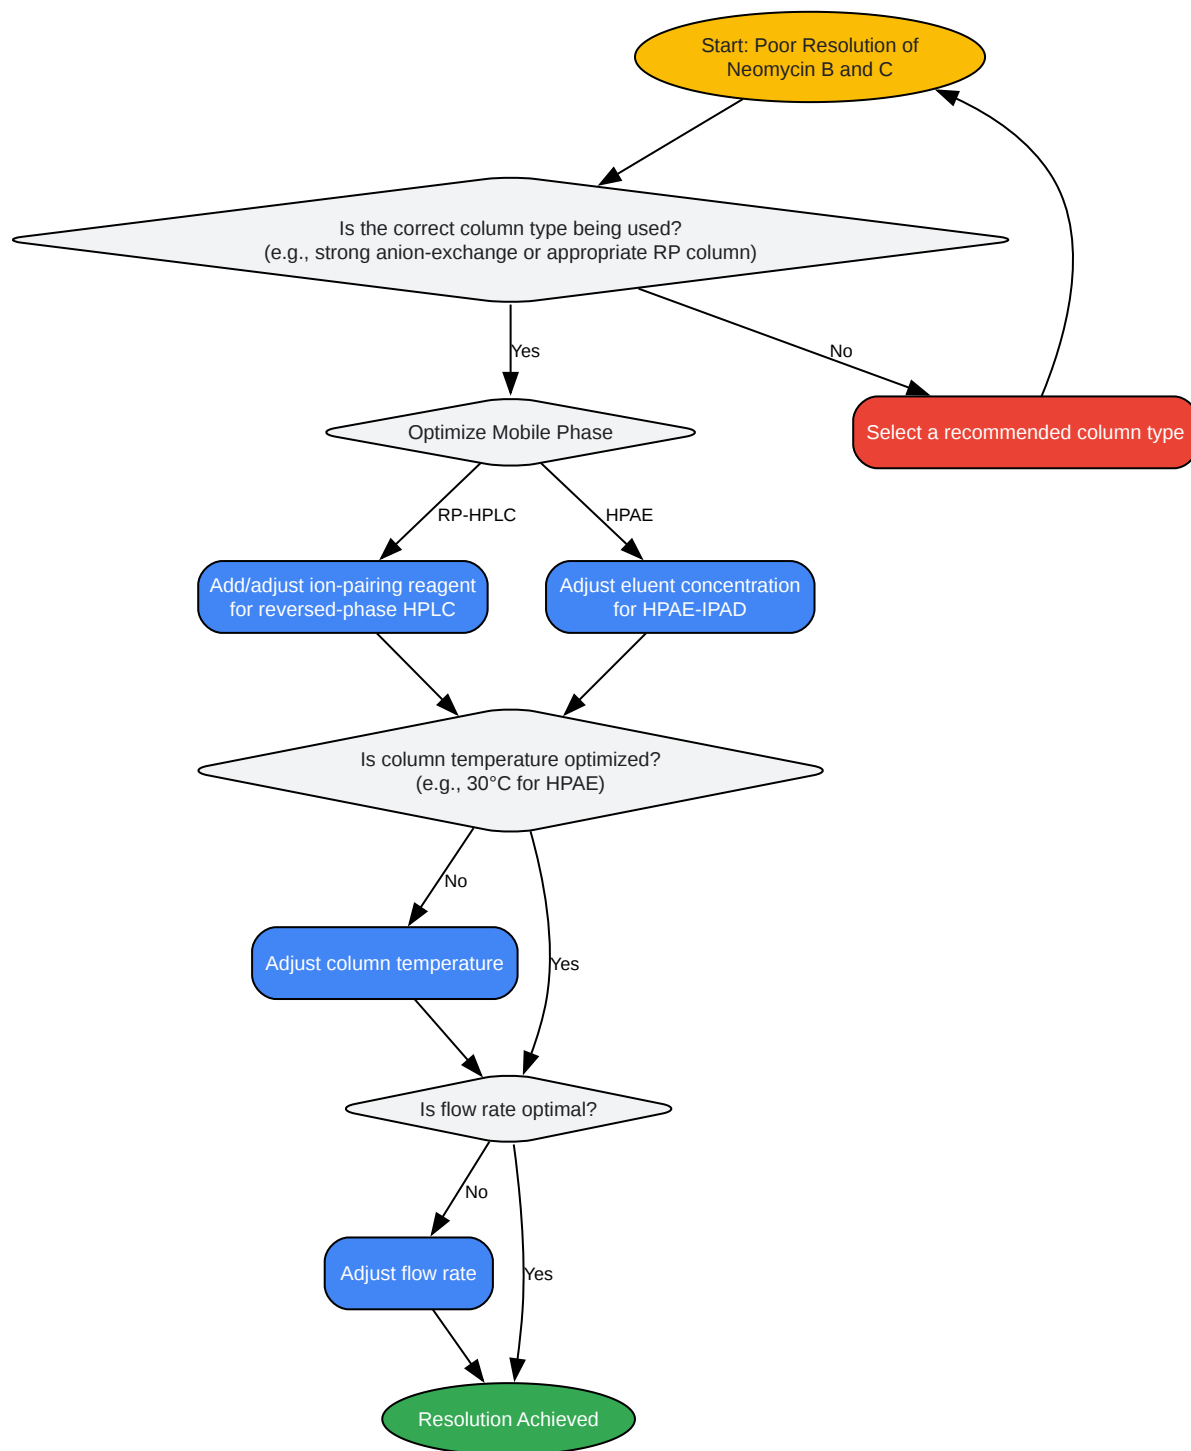 Start: Poor Resolution of
Neomycin B and C
Is the correct column type being used?
(e.g., strong anion-exchange or appropriate RP column)
Yes
No
Optimize Mobile Phase
Select a recommended column type
RP-HPLC
HPAE
Add/adjust ion-pairing reagent
for reversed-phase HPLC
Adjust eluent concentration
for HPAE-IPAD
Is column temperature optimized?
(e.g., 30°C for HPAE)
No
Adjust column temperature
Yes
Is flow rate optimal?
No
Adjust flow rate
Yes
Resolution Achieved